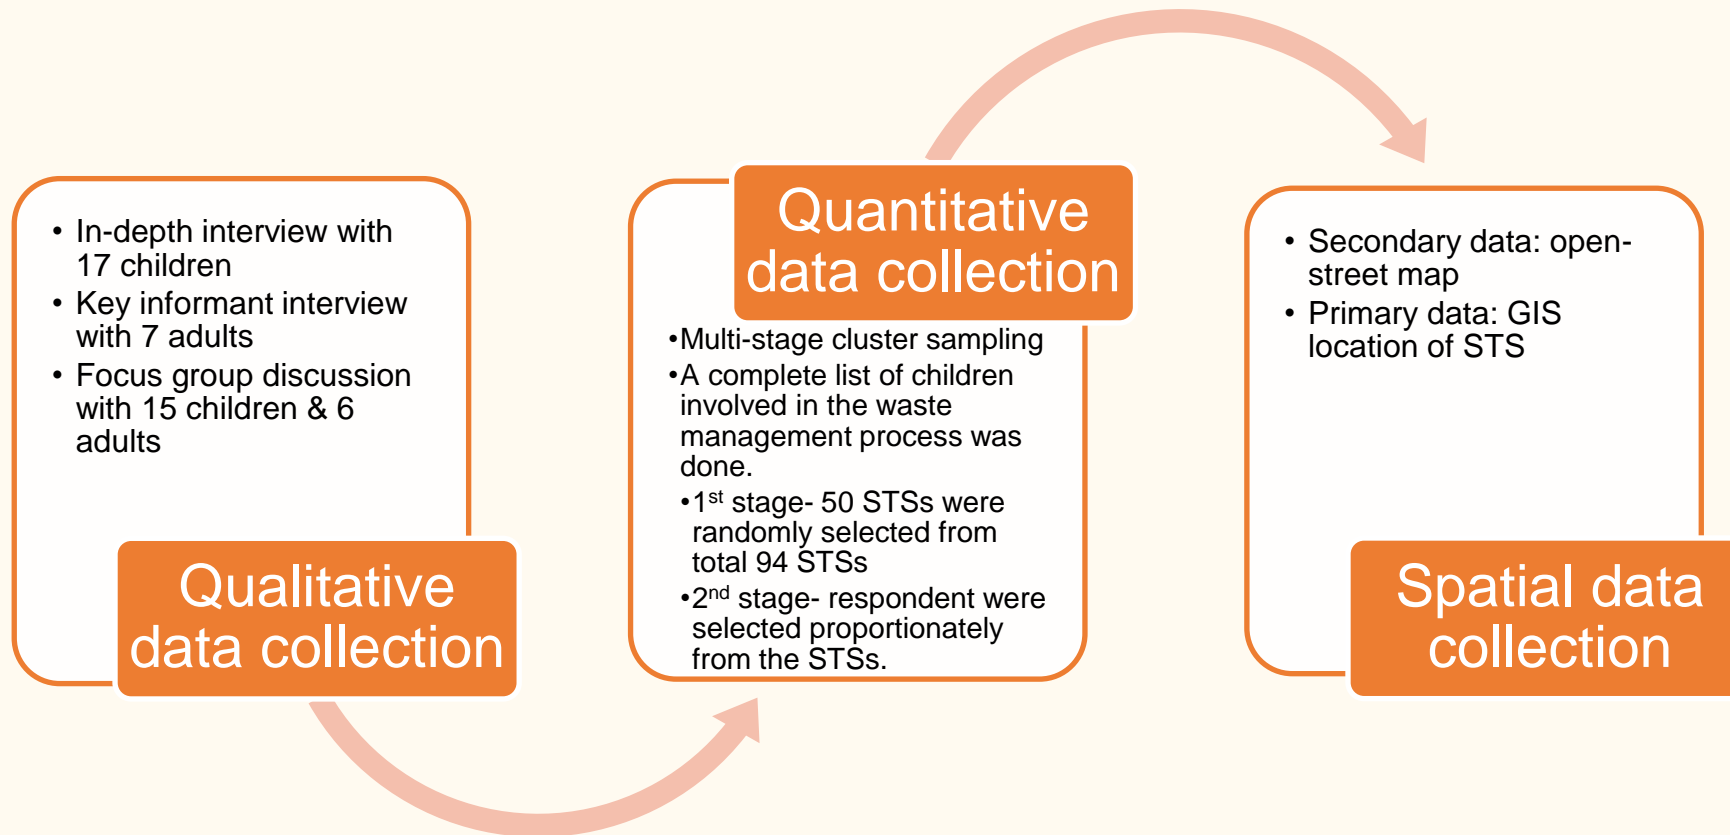 • In-depth interview with
17 children
• Key informant interview
with 7 adults
• Focus group discussion
with 15 children & 6
adults
Qualitative
data collection
Quantitative
data collection
•Multi-stage cluster sampling
•A complete list of children
involved in the waste
management process was
done.
•1st stage- 50 STSs were
randomly selected from
total 94 STSs
•2nd stage- respondent were
selected proportionately
from the STSs.
• Secondary data: open-
street map
• Primary data: GIS
location of STS
Spatial data
collection